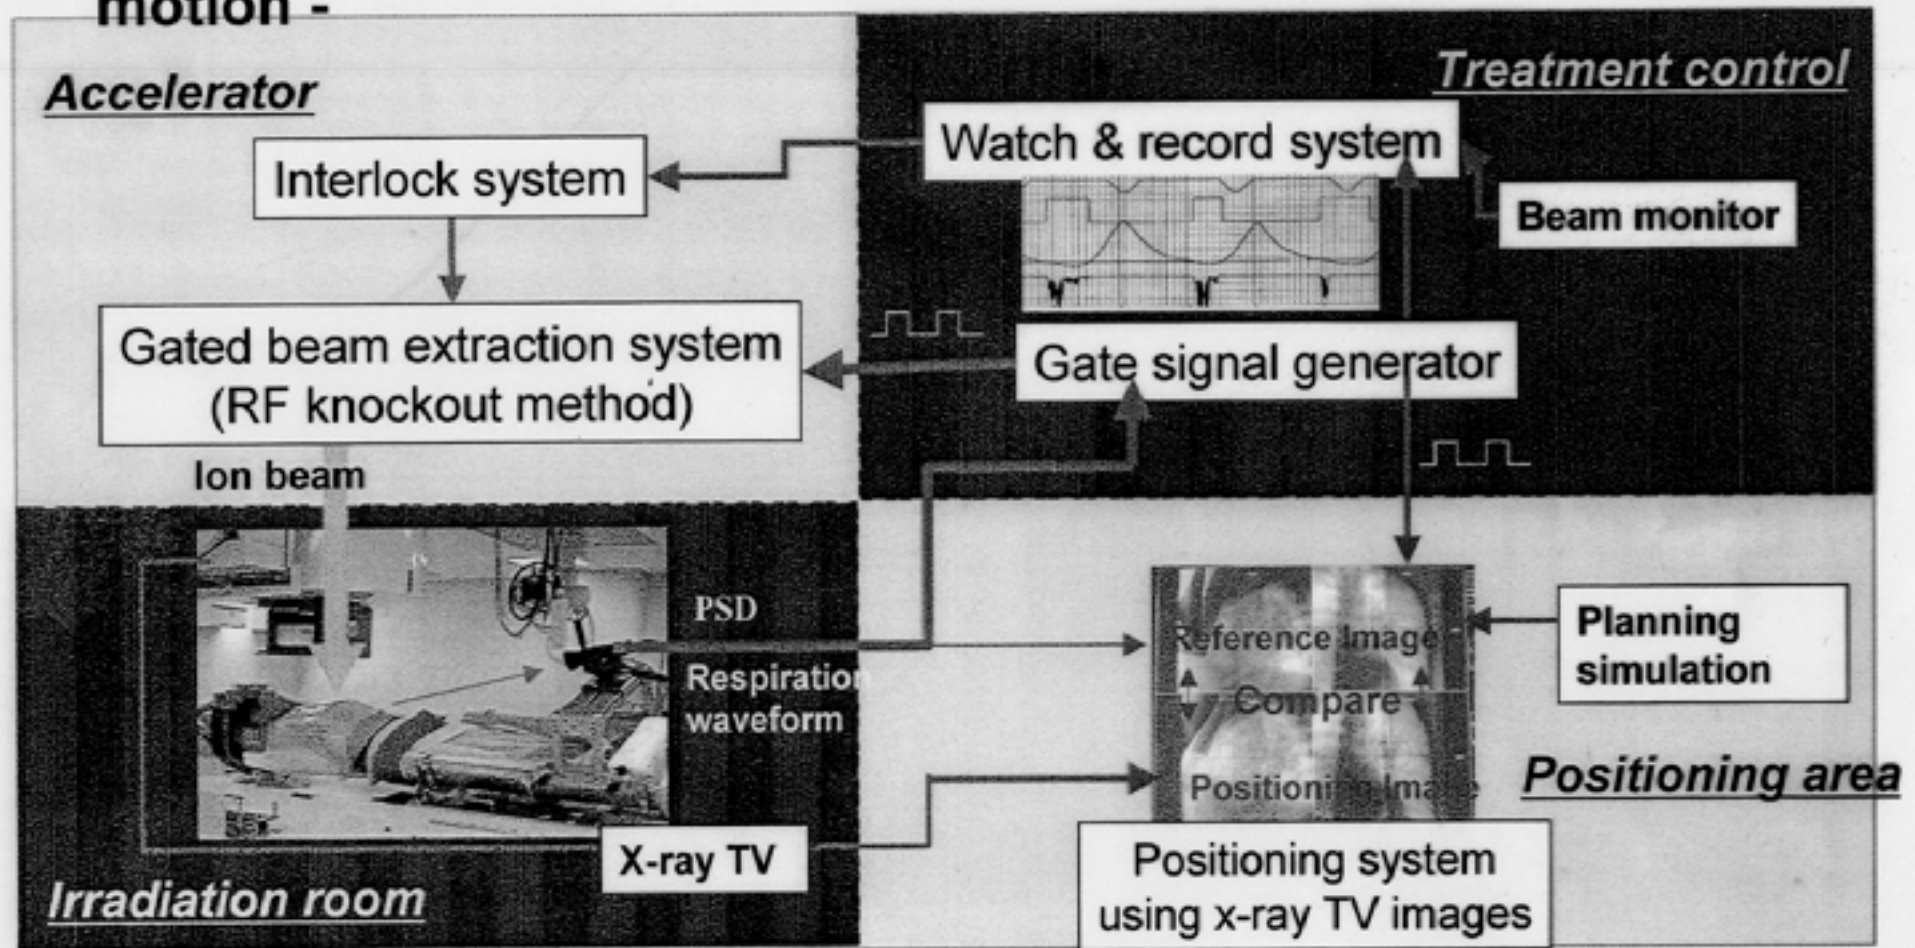 motion -
Accelerator
Treatment control
Watch & record system
Interlock system
Beam monitor
Gated beam extraction system
(RF knockout method)
Gate signal generator
Ion beam
PSD
Respiration
waveform
Reference Image
Compare
Positioning Image
Planning
simulation
Positioning area
X-ray TV
Irradiation room
Positioning system
using x-ray TV images